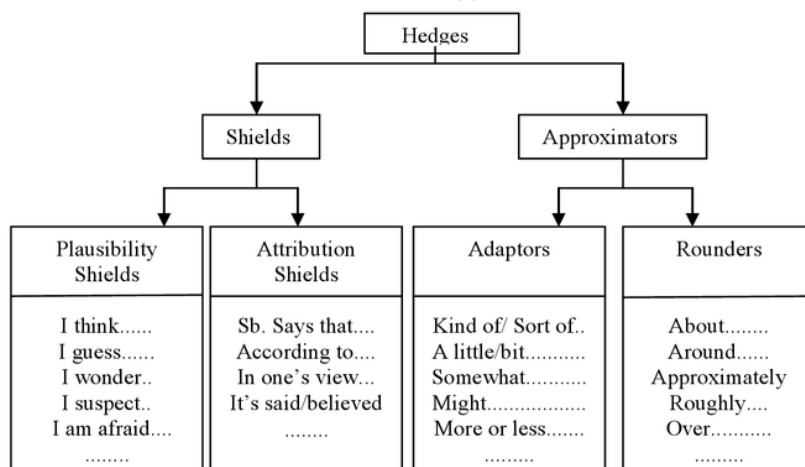 Hedges
Shields
Approximators
Plausibility
Shields
I think......
I guess......
I wonder..
I suspect..
I am afraid....
........
Attribution
Shields
Sb. Says that....
According to....
In one's view...
It's said/believed
........
Adaptors
Kind of/ Sort of..
A little/bit...........
Somewhat............
Might....................
More or less.......
.........
Rounders
About........
Around......
Approximately
Roughly....
Over...........
.........